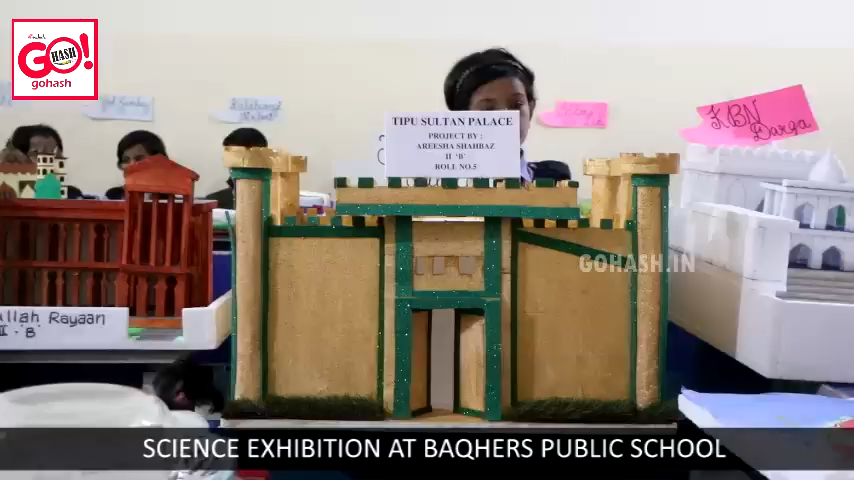 GO!
HASH
gohash
TIPU SULTAN PALACE
PROJECT BY :
AREESHA SHAHBAZ
II 'B'
ROLL NO.5
KBN
Darga
GOHASH.IN
llah Rayaan
II - 'B'
SCIENCE EXHIBITION AT BAQHERS PUBLIC SCHOOL